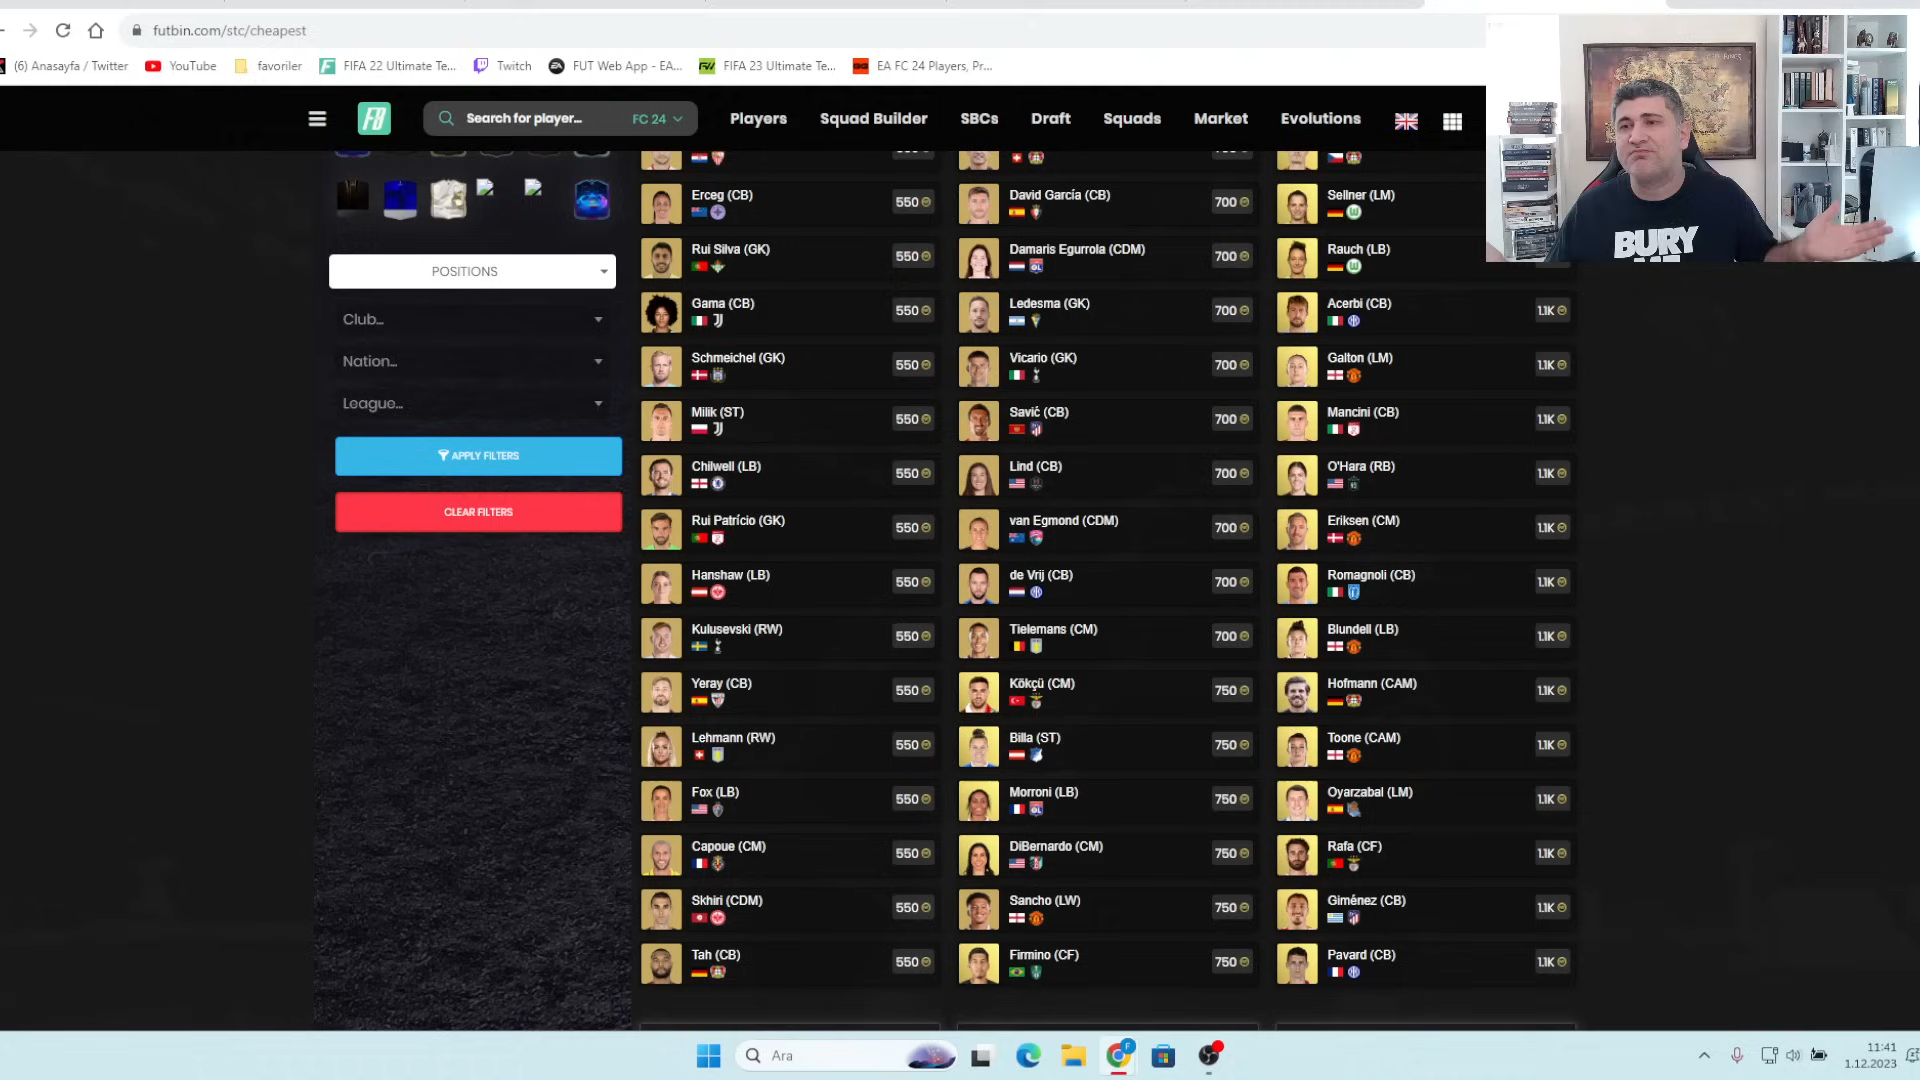 futbin.com/stc/cheapest
(6) Anasayfa / Twitter YouTube favoriler FIFA 22 Ultimate Te... Twitch FUT Web App - EA... FIFA 23 Ultimate Te... EA FC 24 Players, Pr...
Search for player... FC 24 Players Squad Builder SBCs Draft Squads Market Evolutions
POSITIONS
Club...
Nation...
League...
APPLY FILTERS
CLEAR FILTERS
Erceg (CB) 550
Rui Silva (GK) 550
Gama (CB) 550
Schmeichel (GK) 550
Milik (ST) 550
Chilwell (LB) 550
Rui Patrício (GK) 550
Hanshaw (LB) 550
Kulusevski (RW) 550
Yeray (CB) 550
Lehmann (RW) 550
Fox (LB) 550
Capoue (CM) 550
Skhiri (CDM) 550
Tah (CB) 550
David García (CB) 700
Damaris Egurrola (CDM) 700
Ledesma (GK) 700
Vicario (GK) 700
Savić (CB) 700
Lind (CB) 700
van Egmond (CDM) 700
de Vrij (CB) 700
Tielemans (CM) 700
Kökçü (CM) 750
Billa (ST) 750
Morroni (LB) 750
DiBernardo (CM) 750
Sancho (LW) 750
Firmino (CF) 750
Sellner (LM)
Rauch (LB)
Acerbi (CB) 1.1K
Galton (LM) 1.1K
Mancini (CB) 1.1K
O'Hara (RB) 1.1K
Eriksen (CM) 1.1K
Romagnoli (CB) 1.1K
Blundell (LB) 1.1K
Hofmann (CAM) 1.1K
Toone (CAM) 1.1K
Oyarzabal (LM) 1.1K
Rafa (CF) 1.1K
Giménez (CB) 1.1K
Pavard (CB) 1.1K
BURY
Ara
11:41
1.12.2023